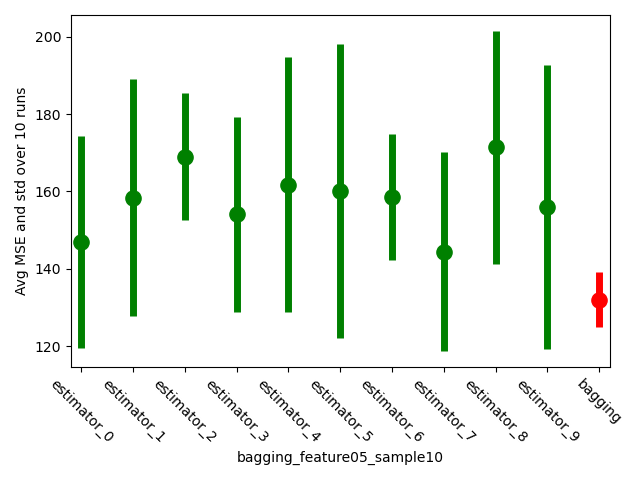 Avg MSE and std over 10 runs
200
180
160
140
120
estimator_0
estimator_1
estimator_2
estimator_3
estimator_4
estimator_5
estimator_6
estimator_7
estimator_8
estimator_9
bagging
bagging_feature05_sample10